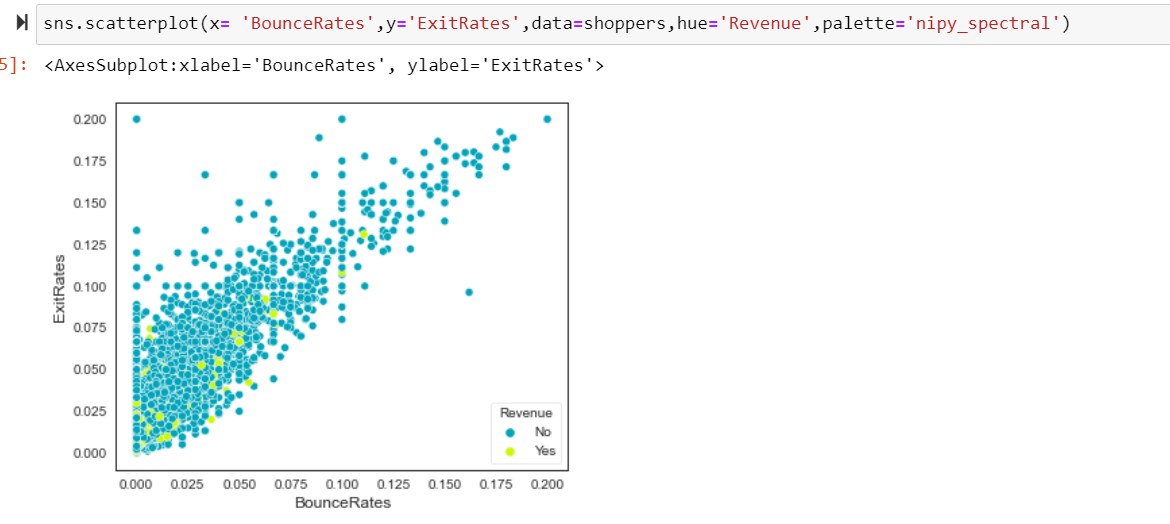 sns.scatterplot(x= 'BounceRates',y='ExitRates',data=shoppers,hue='Revenue',palette='nipy_spectral')
5]: <AxesSubplot:xlabel='BounceRates', ylabel='ExitRates'>
0.200
0.175
0.150
0.125
0.100
0.075
0.050
0.025
0.000
ExitRates
Revenue
No
Yes
0.000 0.025 0.050 0.075 0.100 0.125 0.150 0.175 0.200
BounceRates